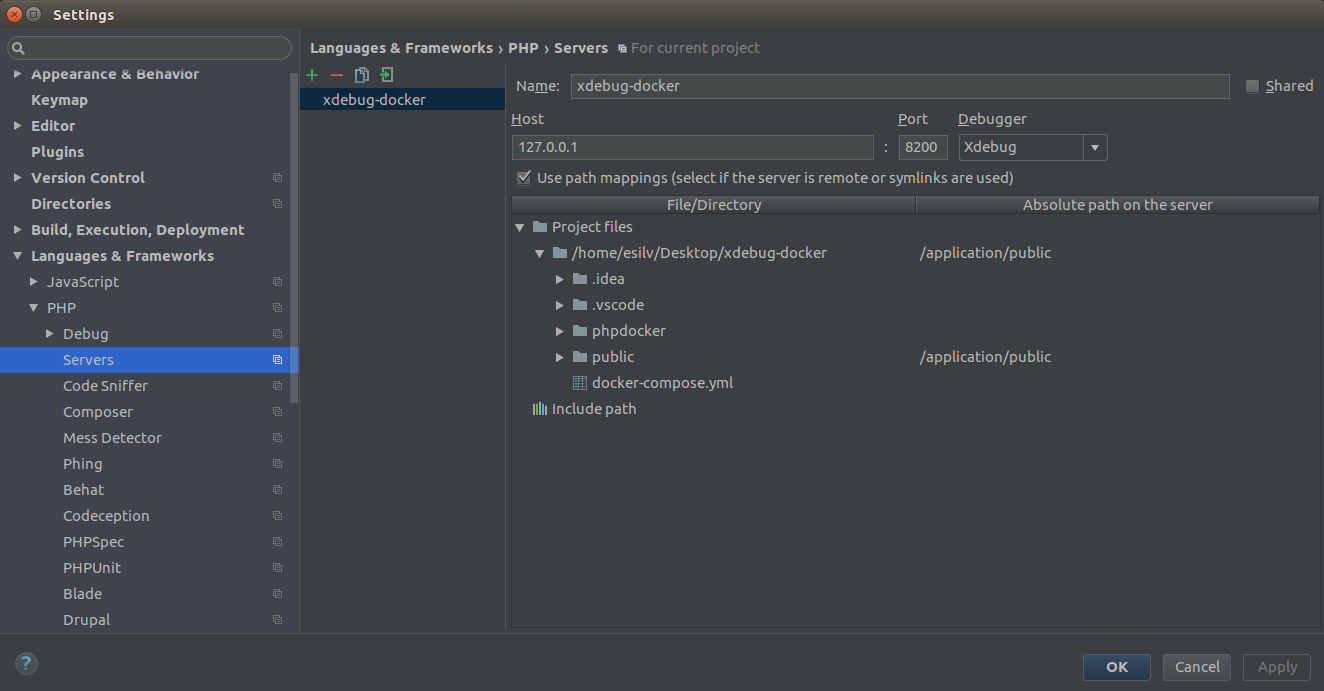 Settings
Appearance & Behavior
Keymap
Editor
Plugins
Version Control
Directories
Build, Execution, Deployment
Languages & Frameworks
JavaScript
PHP
Debug
Servers
Code Sniffer
Composer
Mess Detector
Phing
Behat
Codeception
PHPSpec
PHPUnit
Blade
Drupal
Languages & Frameworks › PHP › Servers For current project
xdebug-docker
Name: xdebug-docker Shared
Host Port Debugger
127.0.0.1 : 8200 Xdebug
Use path mappings (select if the server is remote or symlinks are used)
File/Directory Absolute path on the server
Project files
/home/esilv/Desktop/xdebug-docker /application/public
.idea
.vscode
phpdocker
public /application/public
docker-compose.yml
Include path
? OK Cancel Apply